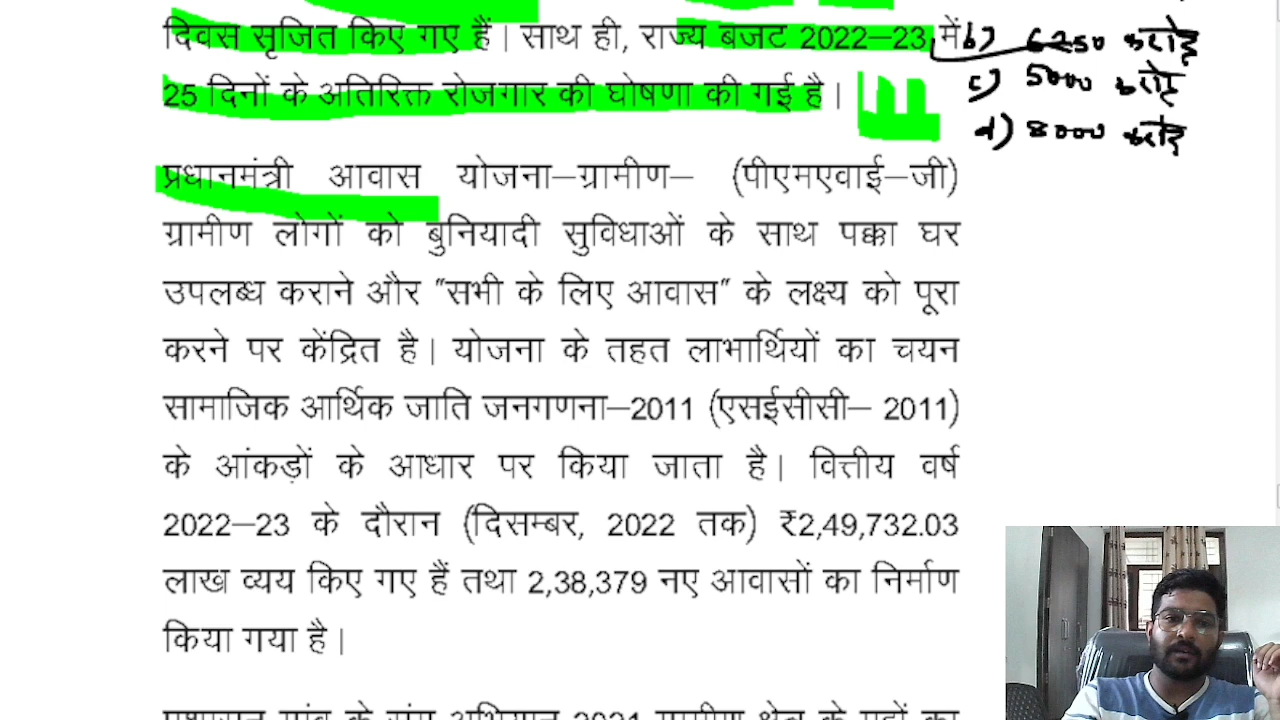 दिवस सृजित किए गए हैं। साथ ही, राज्य बजट 2022–23 में
25 दिनों के अतिरिक्त रोजगार की घोषणा की गई है।
b) 6250 करोड़
c) 5000 करोड़
d) 8000 करोड़
प्रधानमंत्री आवास योजना–ग्रामीण– (पीएमएवाई–जी)
ग्रामीण लोगों को बुनियादी सुविधाओं के साथ पक्का घर
उपलब्ध कराने और "सभी के लिए आवास" के लक्ष्य को पूरा
करने पर केंद्रित है। योजना के तहत लाभार्थियों का चयन
सामाजिक आर्थिक जाति जनगणना–2011 (एसईसीसी– 2011)
के आंकड़ों के आधार पर किया जाता है। वित्तीय वर्ष
2022–23 के दौरान (दिसम्बर, 2022 तक) ₹2,49,732.03
लाख व्यय किए गए हैं तथा 2,38,379 नए आवासों का निर्माण
किया गया है।